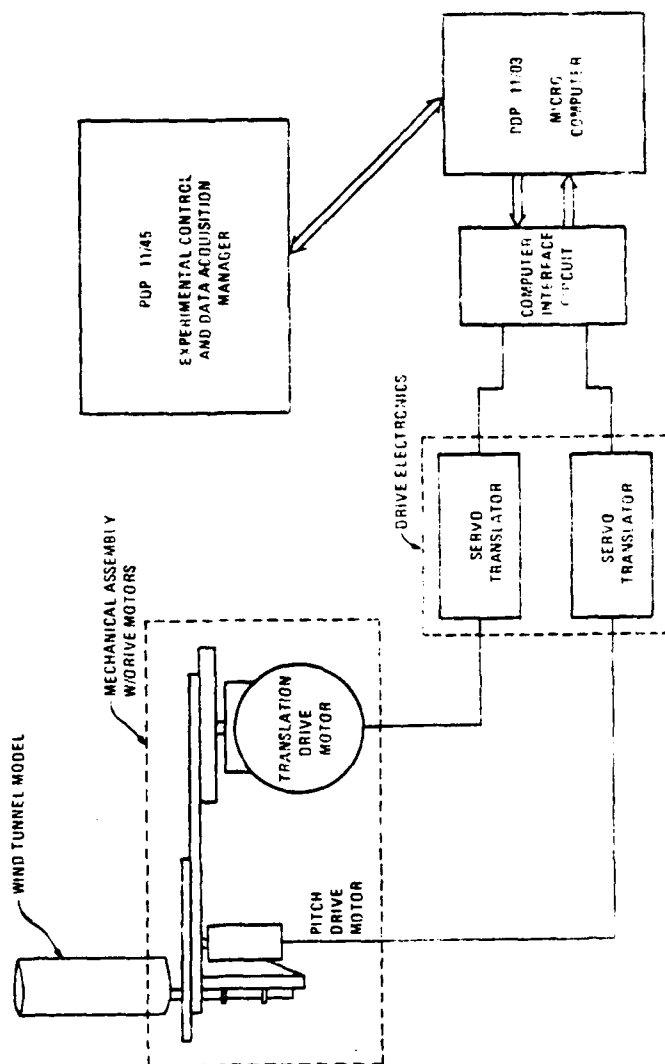 WIND TUNNEL MODEL
MECHANICAL ASSEMBLY
W/DRIVE MOTORS
TRANSLATION
DRIVE
MOTOR
PITCH
DRIVE
MOTOR
DRIVE ELECTRONICS
SERVO
TRANSLATOR
SERVO
TRANSLATOR
PDP 11/45
EXPERIMENTAL CONTROL
AND DATA ACQUISITION
MANAGER
COMPUTER
INTERFACE
CIRCUIT
PDP 11/03
MICRO
COMPUTER